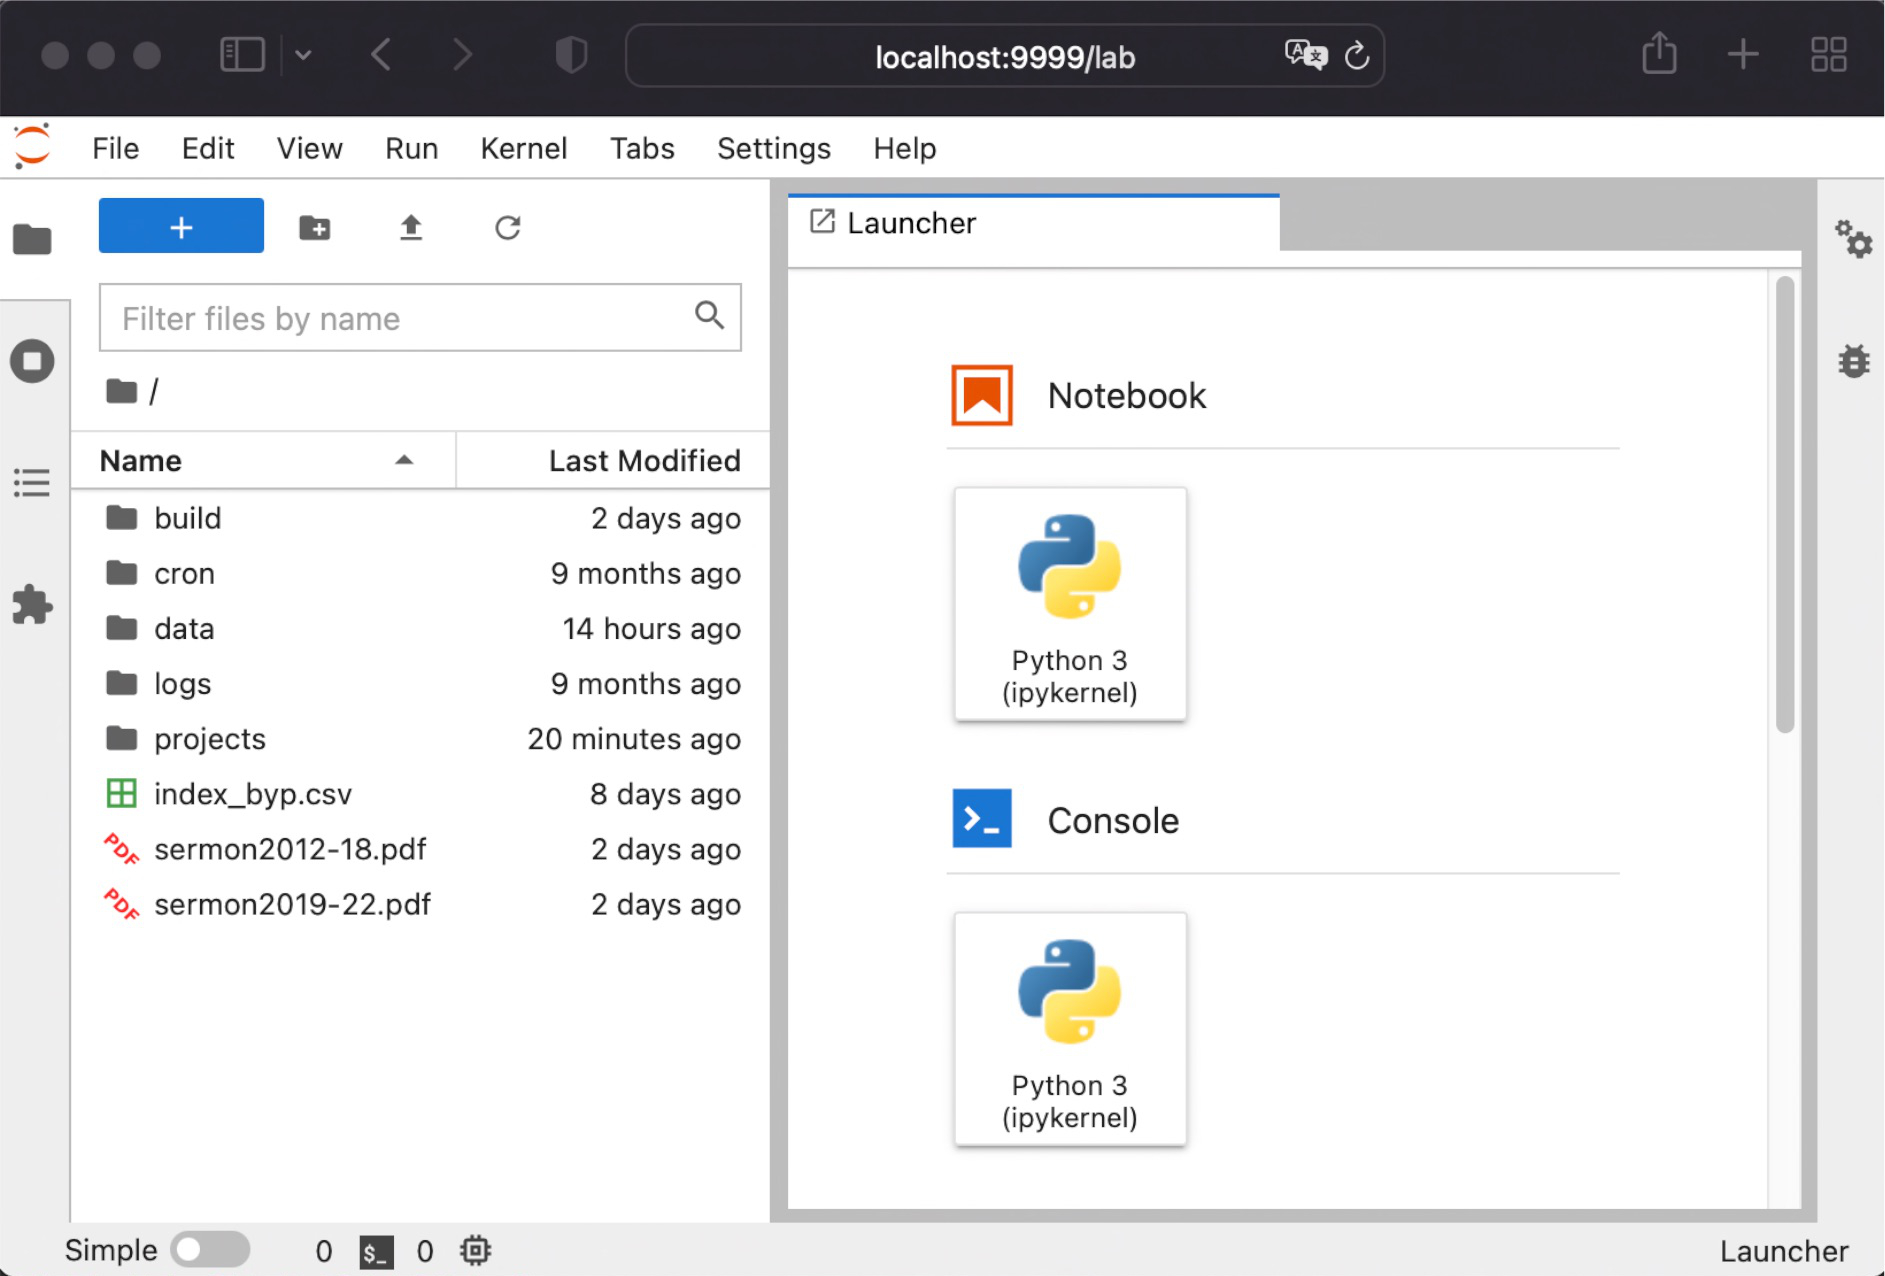 localhost:9999/lab
File Edit View Run Kernel Tabs Settings Help
+
Filter files by name
/
Name Last Modified
build 2 days ago
cron 9 months ago
data 14 hours ago
logs 9 months ago
projects 20 minutes ago
index_byp.csv 8 days ago
PDF sermon2012-18.pdf 2 days ago
PDF sermon2019-22.pdf 2 days ago
Launcher
Notebook
Python 3
(ipykernel)
Console
Python 3
(ipykernel)
Simple 0 $_ 0 Launcher